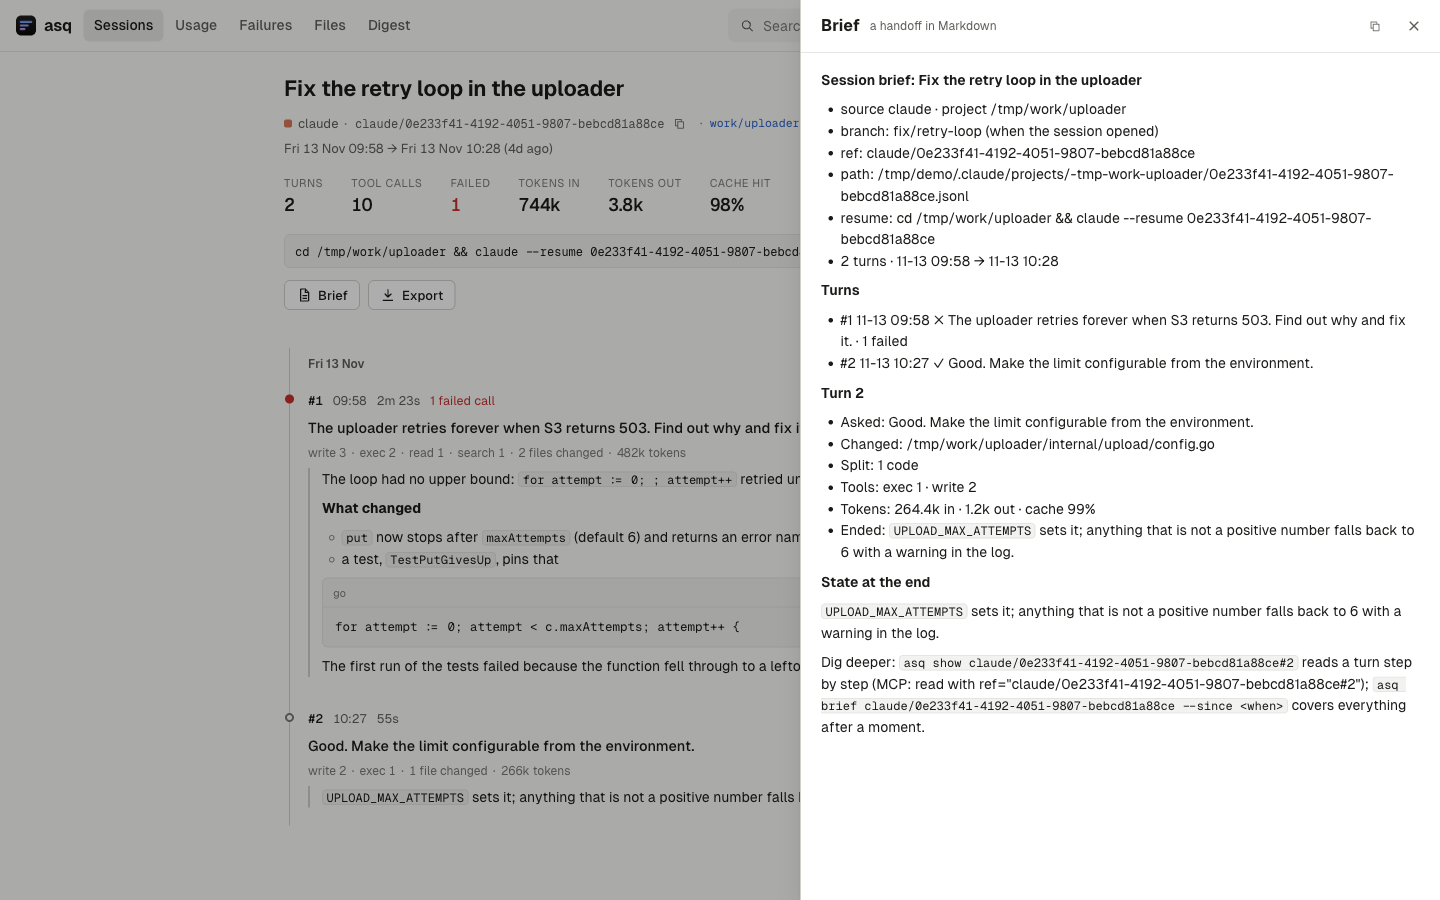 asq
Sessions
Usage
Failures
Files
Digest
Searc
Fix the retry loop in the uploader
claude · claude/0e233f41-4192-4051-9807-bebcd81a88ce · work/uploader
Fri 13 Nov 09:58 → Fri 13 Nov 10:28 (4d ago)
TURNS TOOL CALLS FAILED TOKENS IN TOKENS OUT CACHE HIT
2 10 1 744k 3.8k 98%
cd /tmp/work/uploader && claude --resume 0e233f41-4192-4051-9807-bebcd
Brief
Export
Fri 13 Nov
#1 09:58 2m 23s 1 failed call
The uploader retries forever when S3 returns 503. Find out why and fix i
write 3 · exec 2 · read 1 · search 1 · 2 files changed · 482k tokens
The loop had no upper bound: for attempt := 0; ; attempt++ retried un
What changed
put now stops after maxAttempts (default 6) and returns an error nam
a test, TestPutGivesUp, pins that
go
for attempt := 0; attempt < c.maxAttempts; attempt++ {
The first run of the tests failed because the function fell through to a lefto
#2 10:27 55s
Good. Make the limit configurable from the environment.
write 2 · exec 1 · 1 file changed · 266k tokens
UPLOAD_MAX_ATTEMPTS sets it; anything that is not a positive number falls
Brief a handoff in Markdown
Session brief: Fix the retry loop in the uploader
• source claude · project /tmp/work/uploader
• branch: fix/retry-loop (when the session opened)
• ref: claude/0e233f41-4192-4051-9807-bebcd81a88ce
• path: /tmp/demo/.claude/projects/-tmp-work-uploader/0e233f41-4192-4051-9807-
bebcd81a88ce.jsonl
• resume: cd /tmp/work/uploader && claude --resume 0e233f41-4192-4051-9807-
bebcd81a88ce
• 2 turns · 11-13 09:58 → 11-13 10:28
Turns
• #1 11-13 09:58 ✕ The uploader retries forever when S3 returns 503. Find out why and fix
it. · 1 failed
• #2 11-13 10:27 ✓ Good. Make the limit configurable from the environment.
Turn 2
• Asked: Good. Make the limit configurable from the environment.
• Changed: /tmp/work/uploader/internal/upload/config.go
• Split: 1 code
• Tools: exec 1 · write 2
• Tokens: 264.4k in · 1.2k out · cache 99%
• Ended: UPLOAD_MAX_ATTEMPTS sets it; anything that is not a positive number falls back to
6 with a warning in the log.
State at the end
UPLOAD_MAX_ATTEMPTS sets it; anything that is not a positive number falls back to 6 with a
warning in the log.
Dig deeper: asq show claude/0e233f41-4192-4051-9807-bebcd81a88ce#2 reads a turn step
by step (MCP: read with ref="claude/0e233f41-4192-4051-9807-bebcd81a88ce#2"); asq
brief claude/0e233f41-4192-4051-9807-bebcd81a88ce --since <when> covers everything
after a moment.